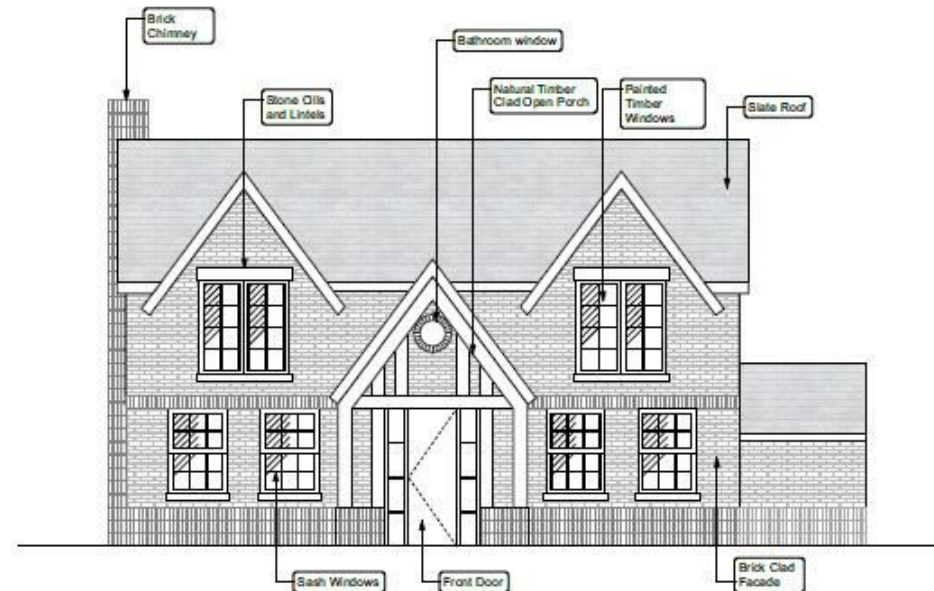 Brick
Chimney
Bathroom window
Stone Cills
and Lintels
Natural Timber
Clad Open Porch
Painted
Timber
Windows
Slate Roof
Sash Windows
Front Door
Brick Clad
Facade